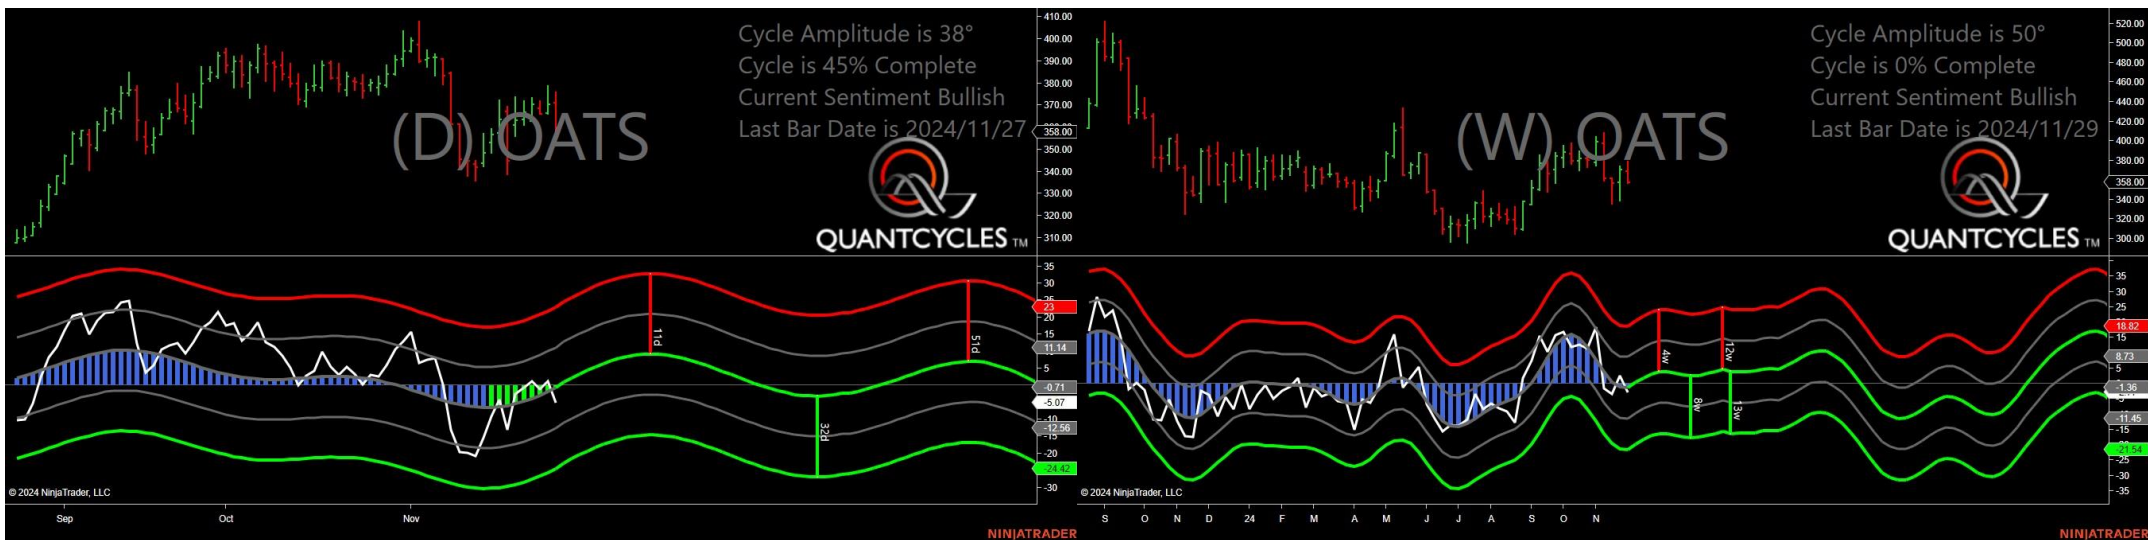 Cycle Amplitude is 38°
Cycle is 45% Complete
Current Sentiment Bullish
Last Bar Date is 2024/11/27
(D) OATS
QUANTCYCLES TM
410.00
400.00
390.00
380.00
370.00
358.00
350.00
340.00
330.00
320.00
310.00
35
30
25
23
20
15
11.14
5
-0.71
-5.07
-10
-12.56
-15
-20
-24.42
-30
11d
32d
51d
© 2024 NinjaTrader, LLC
Sep Oct Nov
NINJATRADER
Cycle Amplitude is 50°
Cycle is 0% Complete
Current Sentiment Bullish
Last Bar Date is 2024/11/29
(W) OATS
QUANTCYCLES TM
520.00
500.00
480.00
460.00
440.00
420.00
400.00
380.00
358.00
340.00
320.00
300.00
35
30
25
18.82
15
8.73
5
-1.36
-11.45
-15
-21.54
-25
-30
-35
4w
8w
12w
13w
© 2024 NinjaTrader, LLC
S O N D 24 F M A M J J A S O N
NINJATRADER